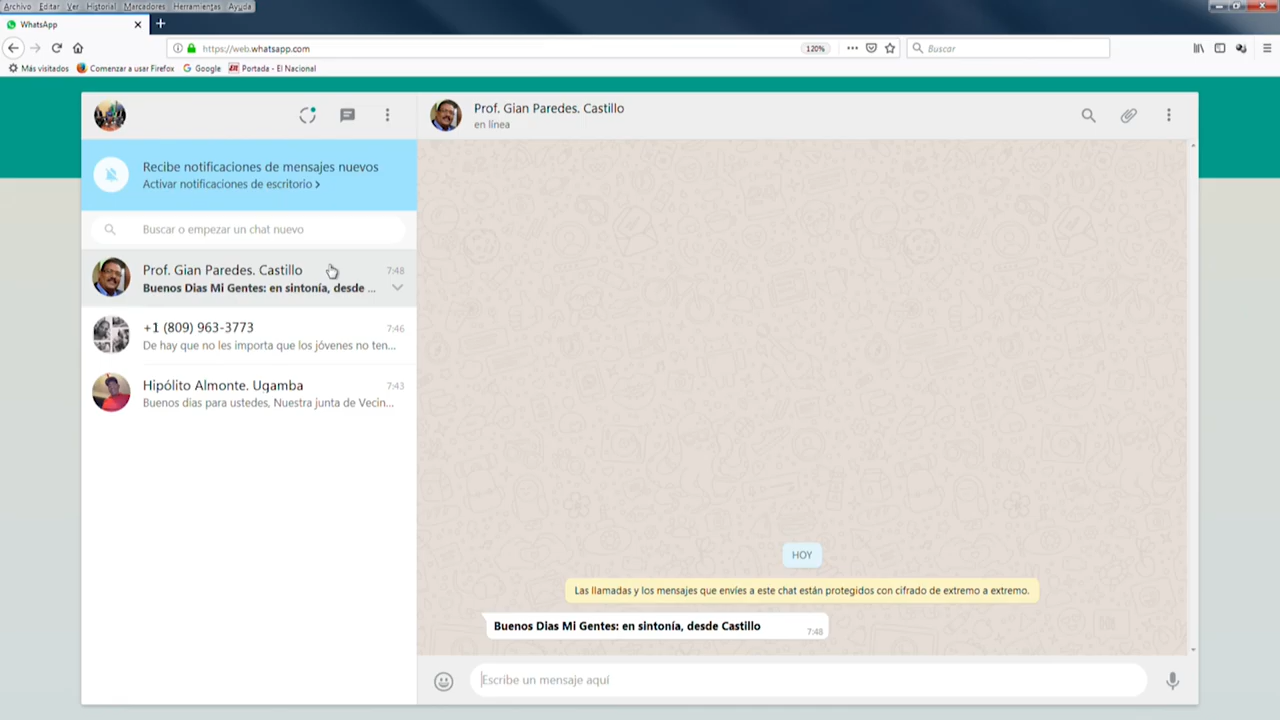 Archivo Editar Ver Historial Marcadores Herramientas Ayuda
WhatsApp
https://web.whatsapp.com
120%
Buscar
Más visitados
Comenzar a usar Firefox
Google
Portada - El Nacional
Recibe notificaciones de mensajes nuevos
Activar notificaciones de escritorio >
Buscar o empezar un chat nuevo
Prof. Gian Paredes. Castillo 7:48
Buenos Dias Mi Gentes: en sintonía, desde ...
+1 (809) 963-3773 7:46
De hay que no les importa que los jóvenes no ten...
Hipólito Almonte. Ugamba 7:43
Buenos dias para ustedes, Nuestra junta de Vecin...
Prof. Gian Paredes. Castillo
en línea
HOY
Las llamadas y los mensajes que envíes a este chat están protegidos con cifrado de extremo a extremo.
Buenos Dias Mi Gentes: en sintonía, desde Castillo 7:48
Escribe un mensaje aquí